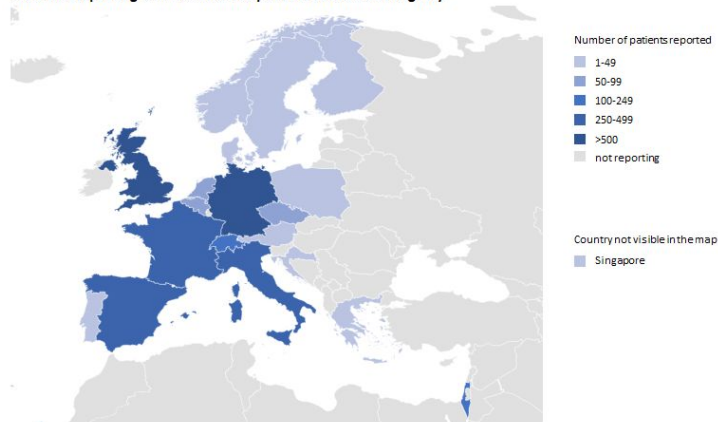 Number of patients reported
1-49
50-99
100-249
250-499
>500
not reporting
Country not visible in the map
Singapore